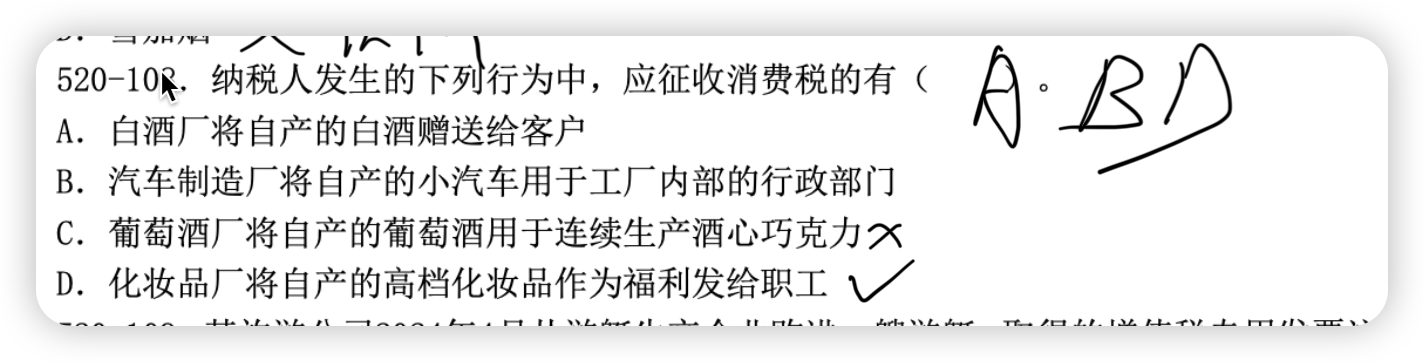 520-102. 纳税人发生的下列行为中，应征收消费税的有（ A。BD
A. 白酒厂将自产的白酒赠送给客户
B. 汽车制造厂将自产的小汽车用于工厂内部的行政部门
C. 葡萄酒厂将自产的葡萄酒用于连续生产酒心巧克力×
D. 化妆品厂将自产的高档化妆品作为福利发给职工 ✓